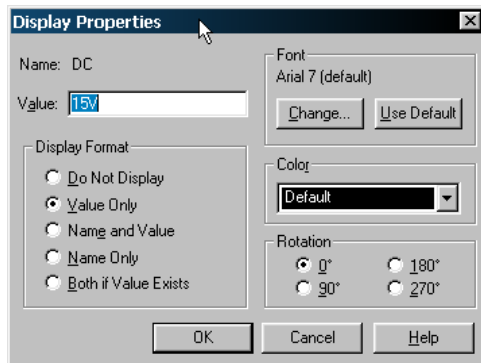 Display Properties
Name: DC
Value: 15V
Display Format
Do Not Display
Value Only
Name and Value
Name Only
Both if Value Exists
Font
Arial 7 (default)
Change...
Use Default
Color
Default
Rotation
0°
180°
90°
270°
OK
Cancel
Help